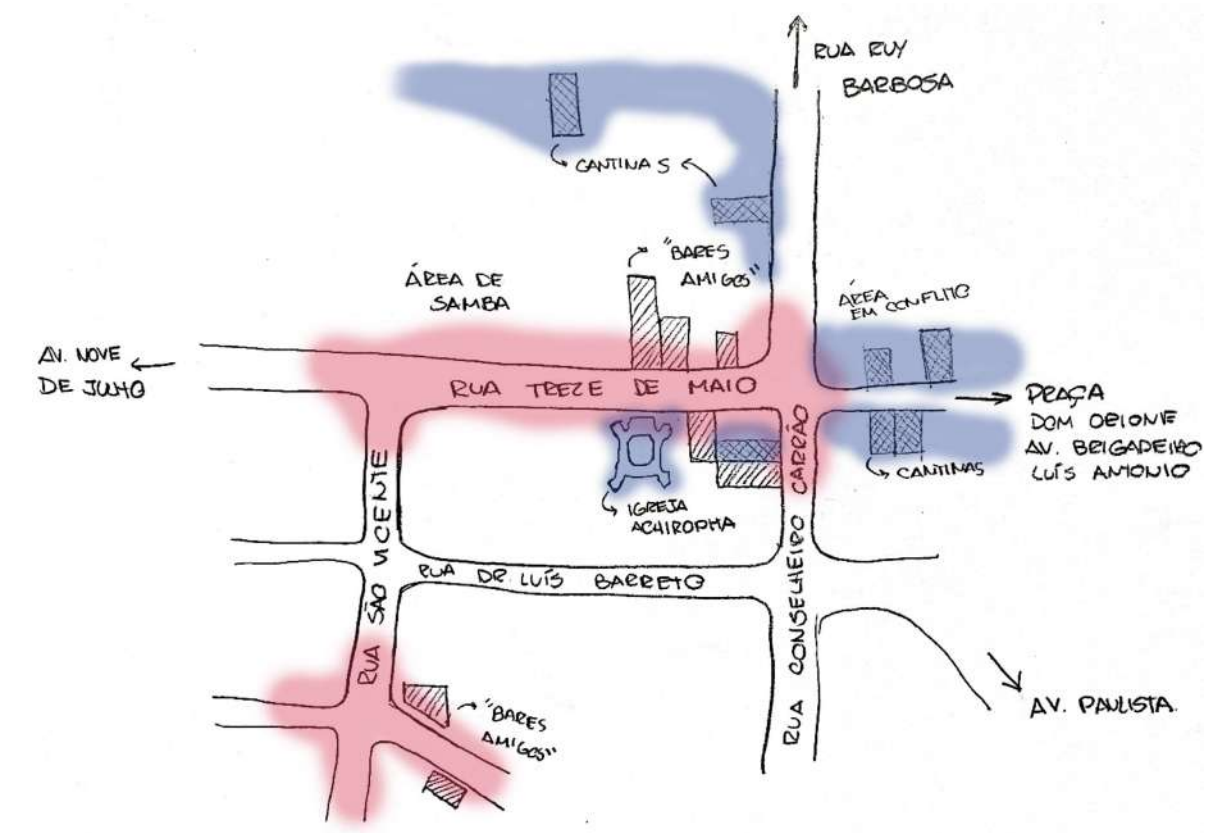 RUA RUY
BARBOSA
CANTINAS
"BARES
AMIGOS"
ÁREA DE
SAMBA
ÁREA
EM CONFLITO
AV. NOVE
DE JULHO
RUA TREZE DE MAIO
PRAÇA
DOM ORIONE
AV. BRIGADEIRO
LUÍS ANTONIO
CANTINAS
IGREJA
ACHIROPHA
RUA SÃO VICENTE
RUA DR. LUÍS BARRETO
RUA CONSELHEIRO CARRÃO
"BARES
AMIGOS"
AV. PAULISTA.